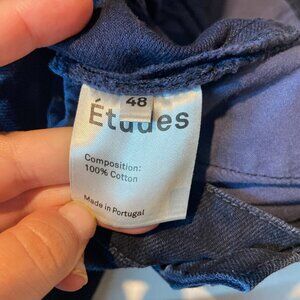 48
Études
Composition:
100% Cotton
Made in Portugal